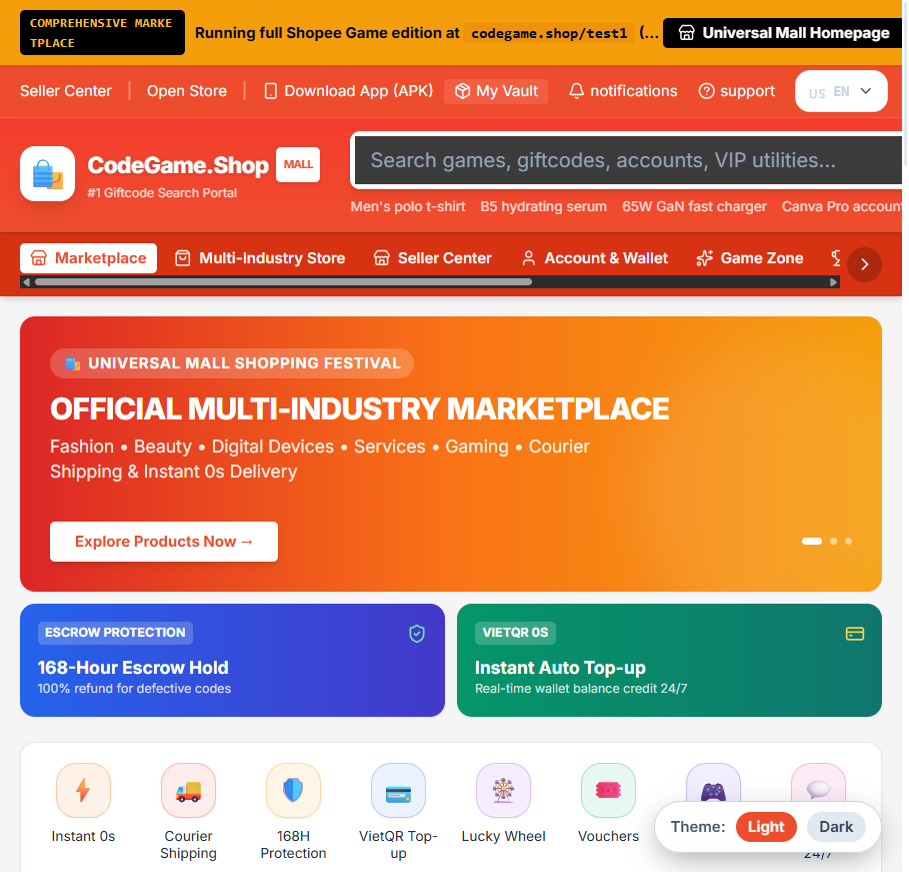 COMPREHENSIVE MARKE
TPLACE
Running full Shopee Game edition at codegame.shop/test1 (...
Universal Mall Homepage
Seller Center | Open Store | Download App (APK) My Vault notifications support US EN
CodeGame.Shop MALL
#1 Giftcode Search Portal
Search games, giftcodes, accounts, VIP utilities...
Men's polo t-shirt B5 hydrating serum 65W GaN fast charger Canva Pro accoun
Marketplace Multi-Industry Store Seller Center Account & Wallet Game Zone
UNIVERSAL MALL SHOPPING FESTIVAL
OFFICIAL MULTI-INDUSTRY MARKETPLACE
Fashion • Beauty • Digital Devices • Services • Gaming • Courier
Shipping & Instant 0s Delivery
Explore Products Now →
ESCROW PROTECTION
168-Hour Escrow Hold
100% refund for defective codes
VIETQR 0S
Instant Auto Top-up
Real-time wallet balance credit 24/7
Instant 0s
Courier
Shipping
168H
Protection
VietQR Top-
up
Lucky Wheel
Vouchers
24/7
Theme: Light Dark